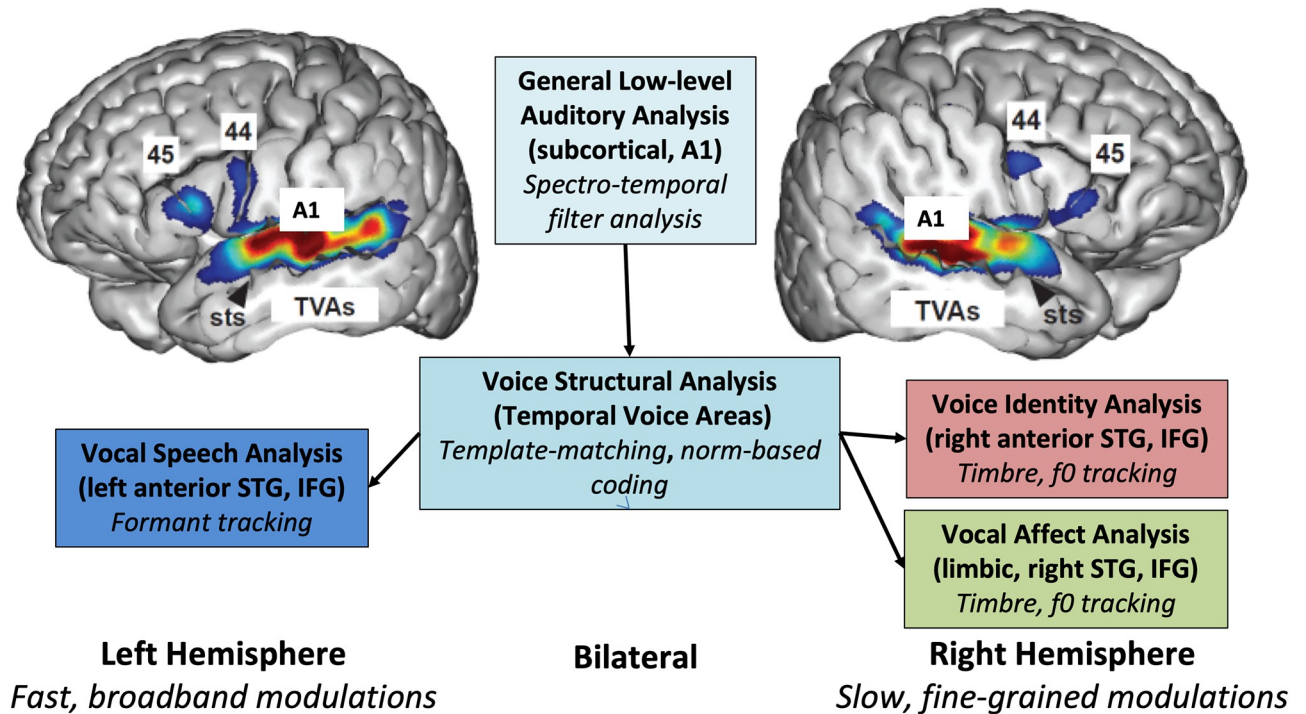 45
44
A1
sts
TVAs
General Low-level
Auditory Analysis
(subcortical, A1)
Spectro-temporal
filter analysis
44
45
A1
TVAs
sts
Voice Structural Analysis
(Temporal Voice Areas)
Template-matching, norm-based
coding
Vocal Speech Analysis
(left anterior STG, IFG)
Formant tracking
Voice Identity Analysis
(right anterior STG, IFG)
Timbre, f0 tracking
Vocal Affect Analysis
(limbic, right STG, IFG)
Timbre, f0 tracking
Left Hemisphere
Fast, broadband modulations
Bilateral
Right Hemisphere
Slow, fine-grained modulations